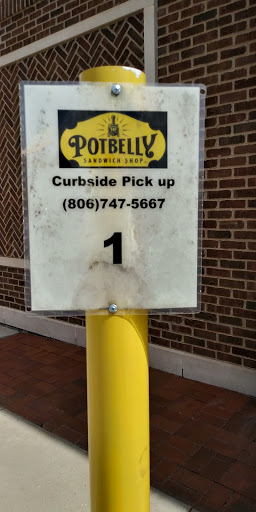 POTBELLY
SANDWICH SHOP
Curbside Pick up
(806)747-5667
1